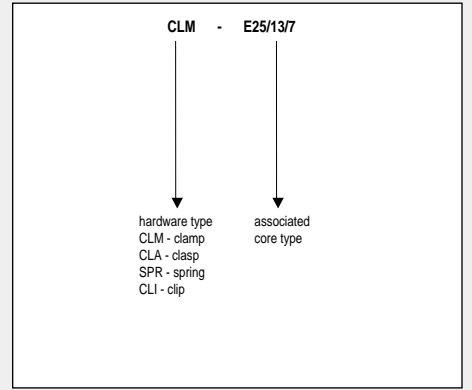 CLM - E25/13/7
hardware type associated
CLM - clamp core type
CLA - clasp
SPR - spring
CLI - clip